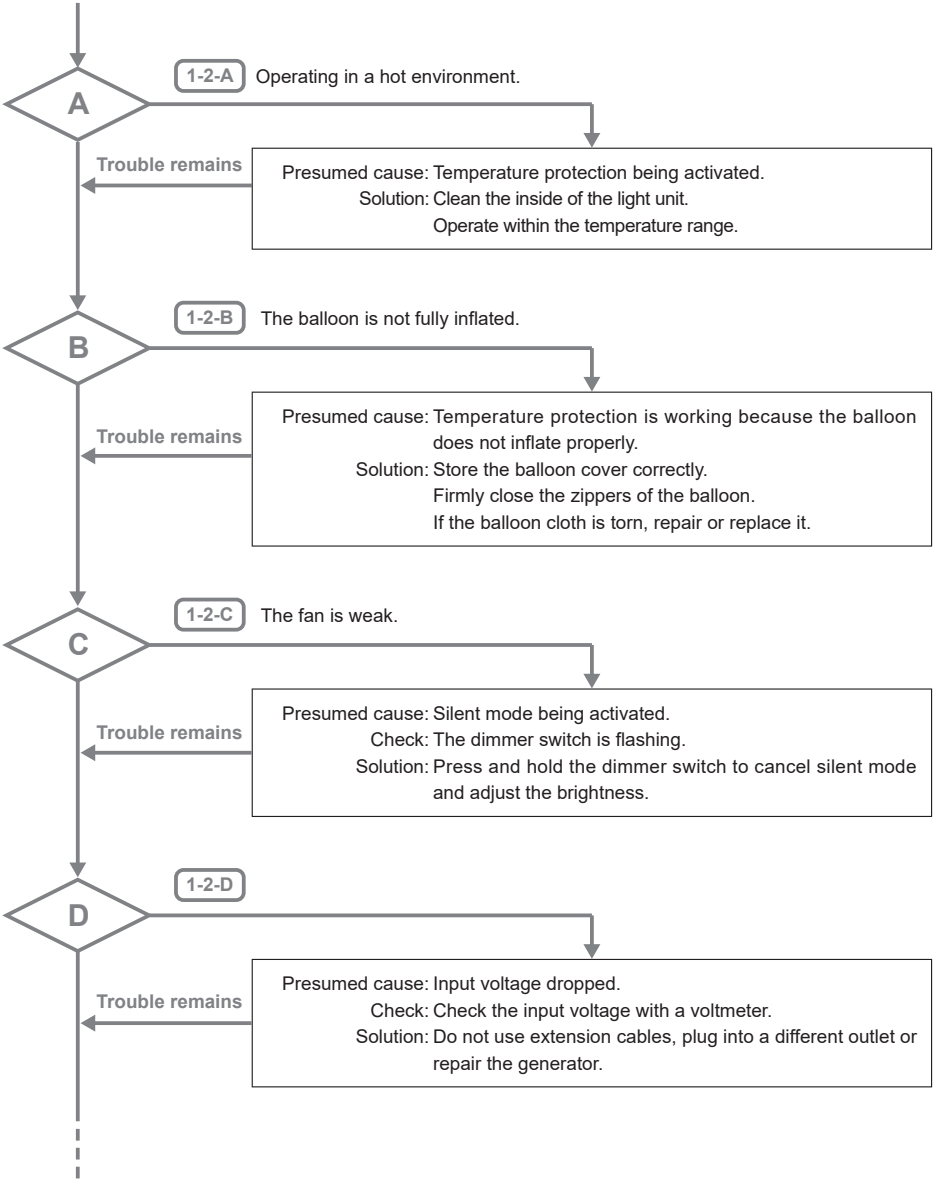 1-2-A Operating in a hot environment.
A
Trouble remains
Presumed cause: Temperature protection being activated.
Solution: Clean the inside of the light unit.
Operate within the temperature range.
1-2-B The balloon is not fully inflated.
B
Trouble remains
Presumed cause: Temperature protection is working because the balloon
does not inflate properly.
Solution: Store the balloon cover correctly.
Firmly close the zippers of the balloon.
If the balloon cloth is torn, repair or replace it.
1-2-C The fan is weak.
C
Trouble remains
Presumed cause: Silent mode being activated.
Check: The dimmer switch is flashing.
Solution: Press and hold the dimmer switch to cancel silent mode
and adjust the brightness.
1-2-D
D
Trouble remains
Presumed cause: Input voltage dropped.
Check: Check the input voltage with a voltmeter.
Solution: Do not use extension cables, plug into a different outlet or
repair the generator.